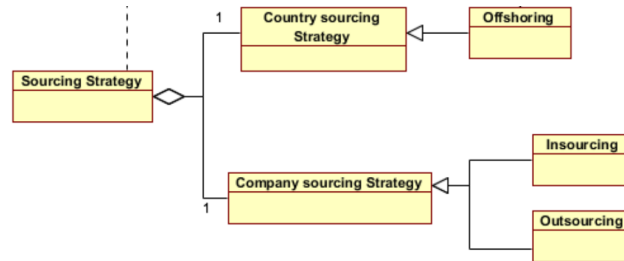 1
Country sourcing
Strategy
Offshoring
Sourcing Strategy
Insourcing
Company sourcing Strategy
1
Outsourcing